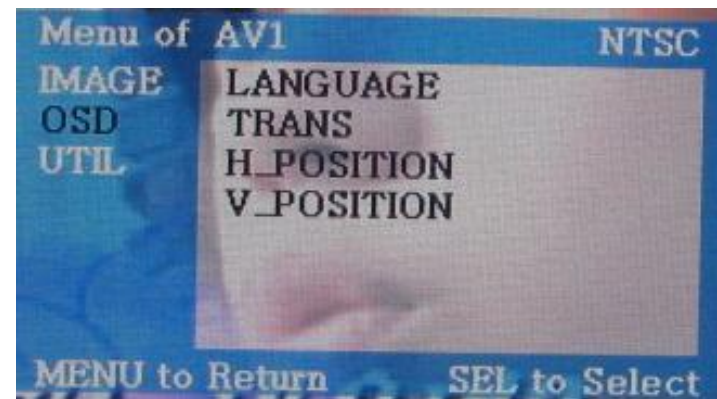 Menu of AV1 NTSC
IMAGE LANGUAGE
OSD TRANS
UTIL H_POSITION
V_POSITION
MENU to Return SEL to Select